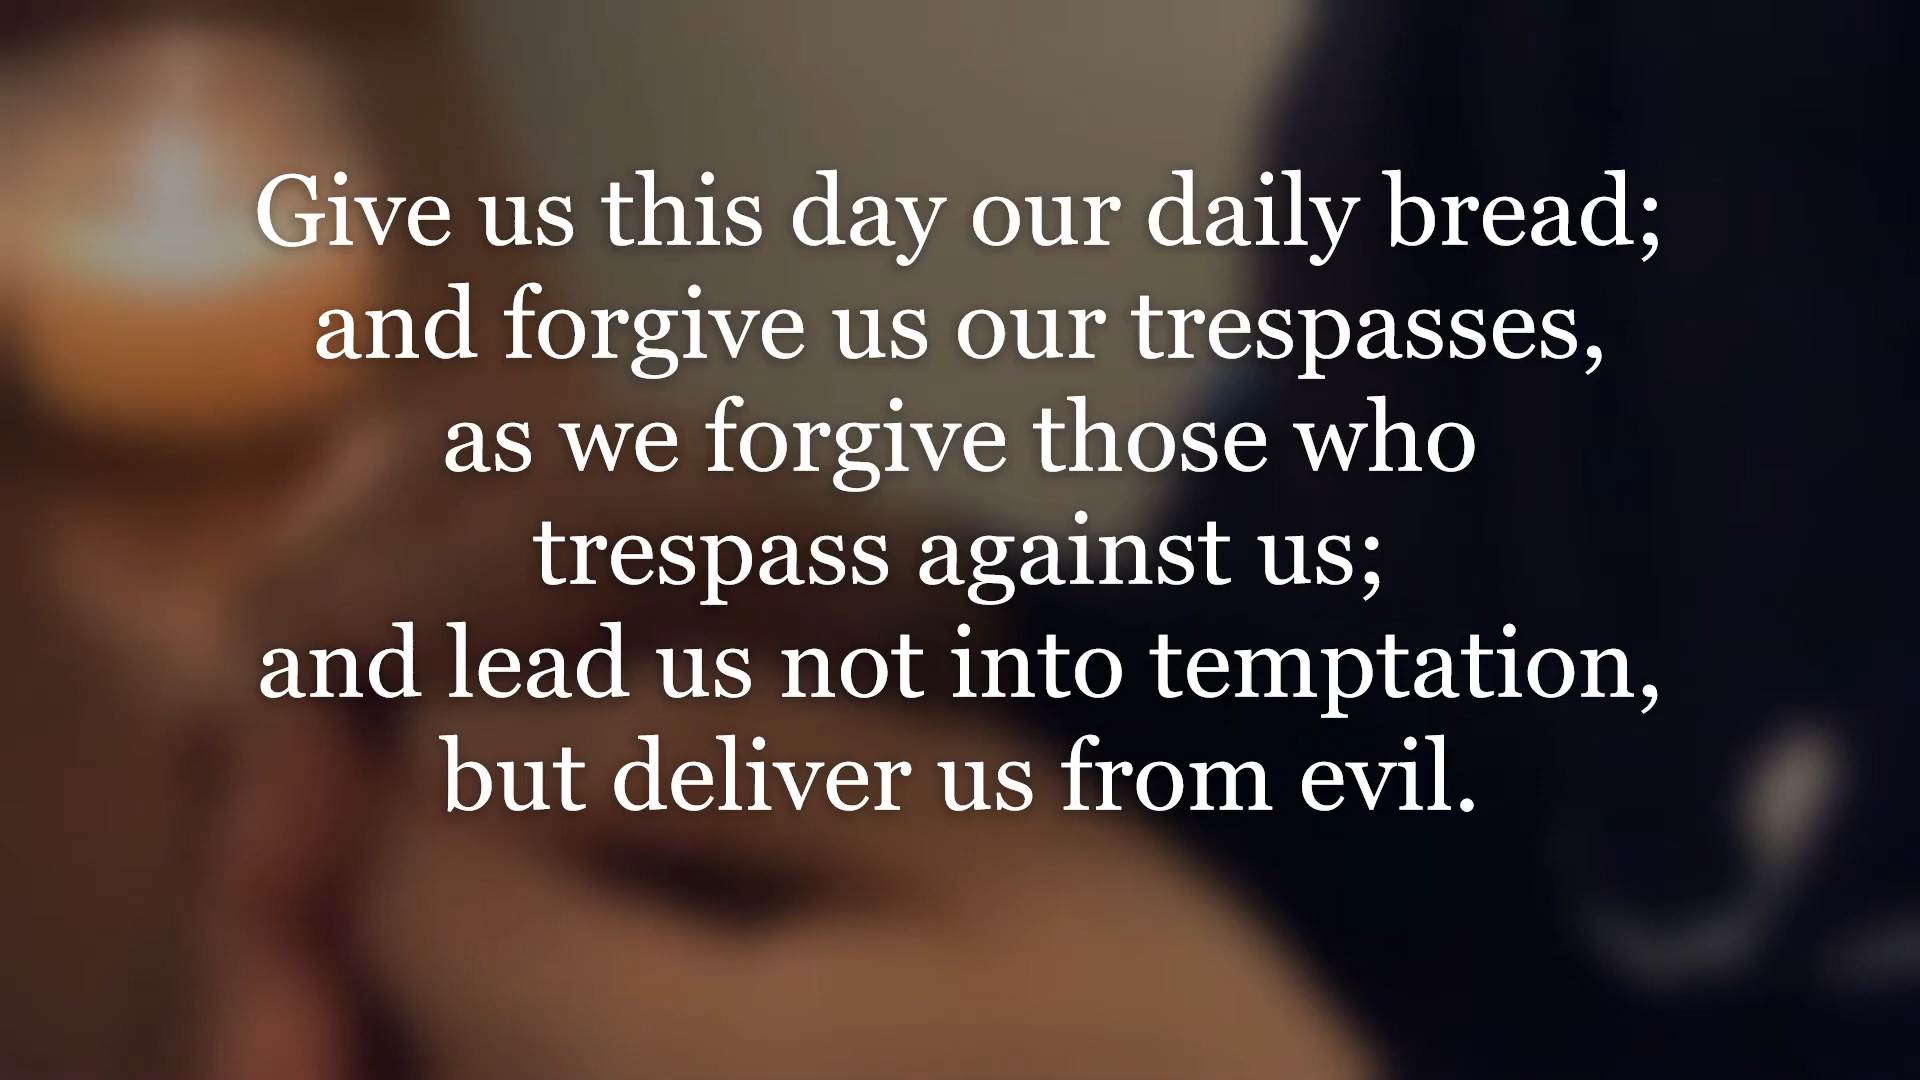 Give us this day our daily bread;
and forgive us our trespasses,
as we forgive those who
trespass against us;
and lead us not into temptation,
but deliver us from evil.